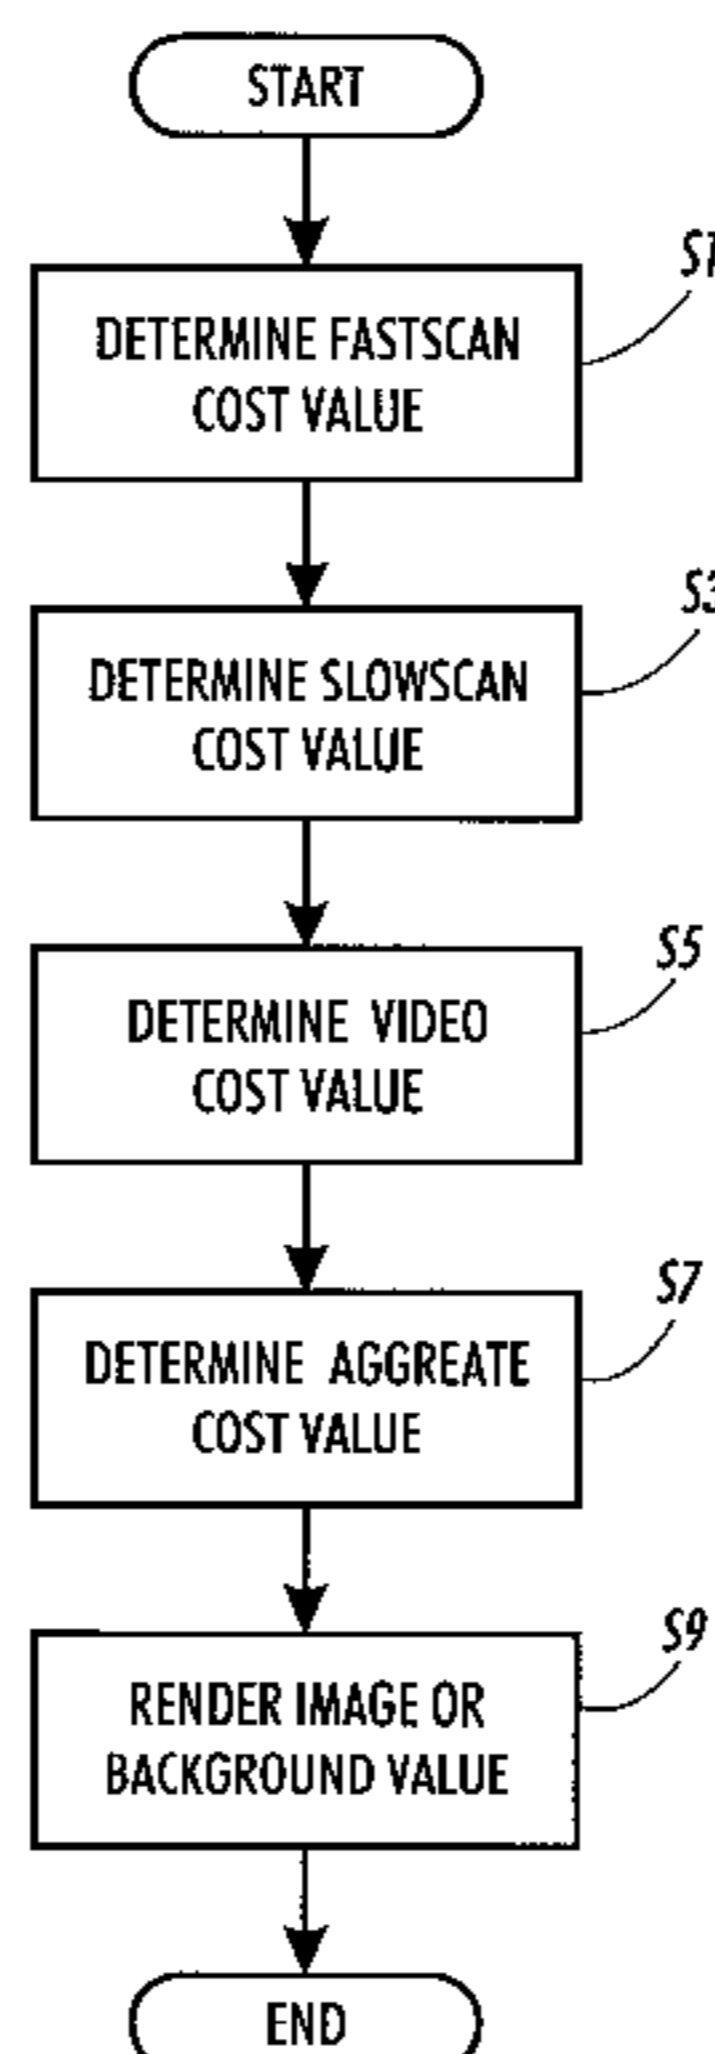 START
S1
DETERMINE FASTSCAN
COST VALUE
S3
DETERMINE SLOWSCAN
COST VALUE
S5
DETERMINE VIDEO
COST VALUE
S7
DETERMINE AGGREATE
COST VALUE
S9
RENDER IMAGE OR
BACKGROUND VALUE
END